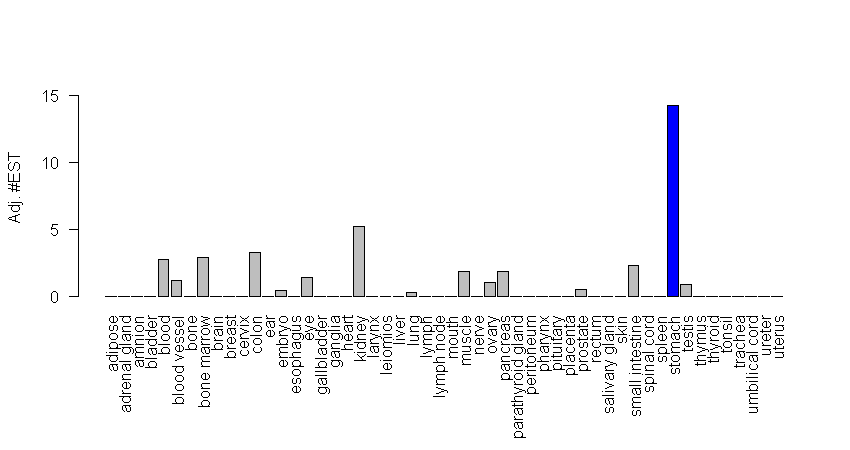 15
10
5
0
Adj. #EST
adipose
adrenal gland
amnion
bladder
blood
blood vessel
bone
bone marrow
brain
breast
cervix
colon
ear
embryo
esophagus
eye
gallbladder
ganglia
heart
kidney
larynx
leiomios
liver
lung
lymph
lymph node
mouth
muscle
nerve
ovary
pancreas
parathyroid gland
peritoneum
pharynx
pituitary
placenta
prostate
rectum
salivary gland
skin
small intestine
spinal cord
spleen
stomach
testis
thymus
thyroid
tonsil
trachea
umbilical cord
ureter
uterus